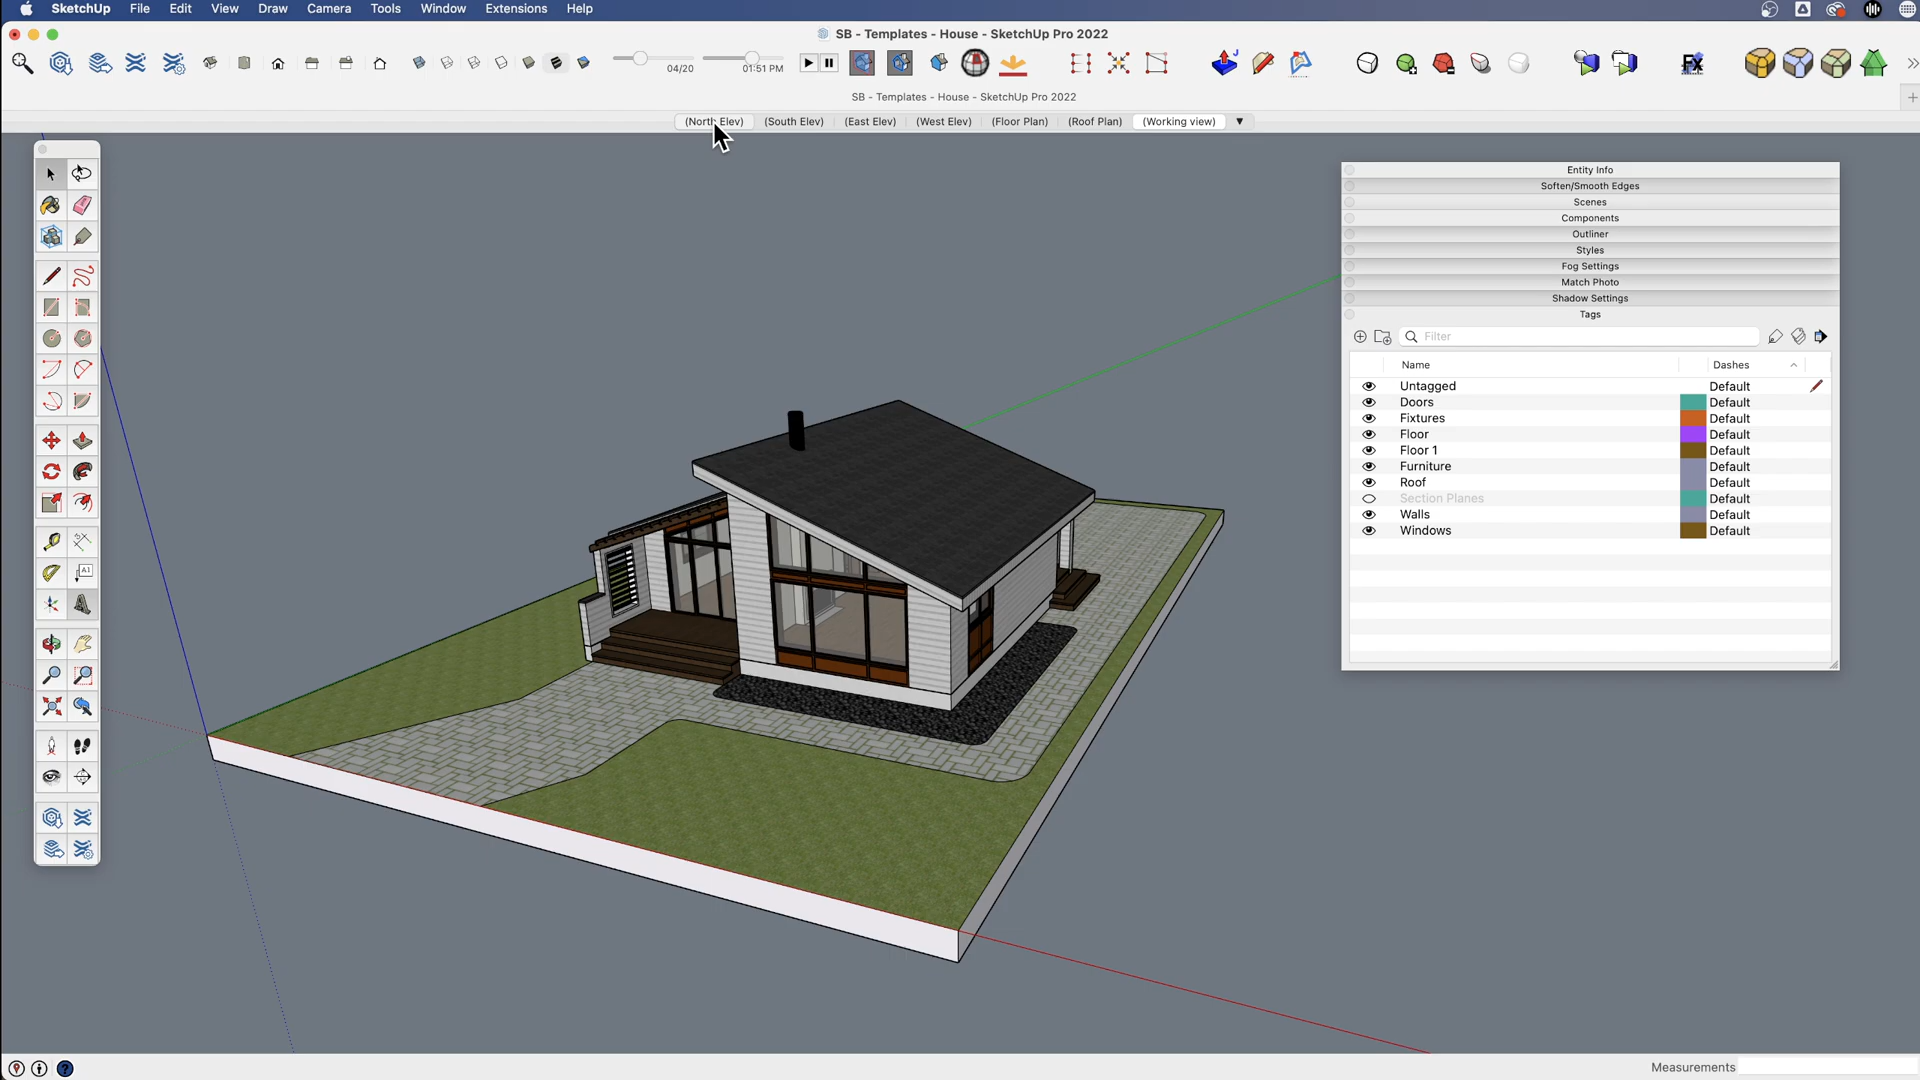 SketchUp File Edit View Draw Camera Tools Window Extensions Help
SB - Templates - House - SketchUp Pro 2022
04/20 01:51 PM
FX
SB - Templates - House - SketchUp Pro 2022
(North Elev) (South Elev) (East Elev) (West Elev) (Floor Plan) (Roof Plan) (Working view)
Entity Info
Soften/Smooth Edges
Scenes
Components
Outliner
Styles
Fog Settings
Match Photo
Shadow Settings
Tags
Filter
Name Dashes
Untagged Default
Doors Default
Fixtures Default
Floor Default
Floor 1 Default
Furniture Default
Roof Default
Section Planes Default
Walls Default
Windows Default
A1
Measurements